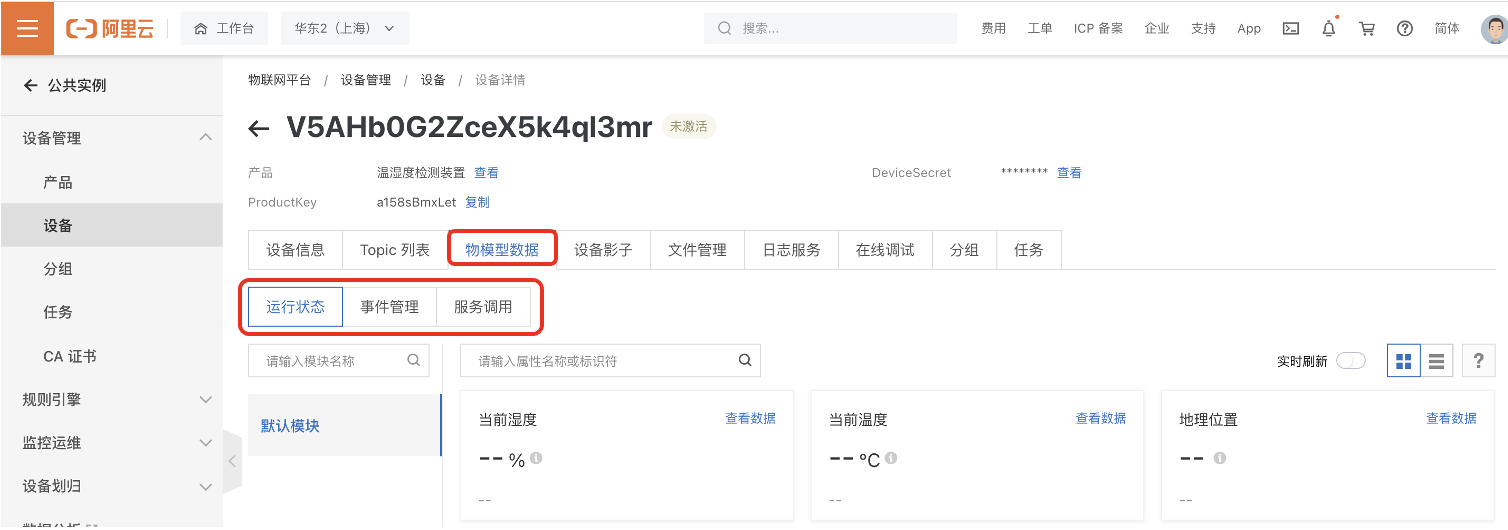 阿里云 工作台 华东2（上海） 搜索... 费用 工单 ICP 备案 企业 支持 App 简体
公共实例
设备管理
产品
设备
分组
任务
CA 证书
规则引擎
监控运维
设备划归
物联网平台 / 设备管理 / 设备 / 设备详情
V5AHb0G2ZceX5k4ql3mr 未激活
产品 温湿度检测装置 查看 DeviceSecret ******** 查看
ProductKey a158sBmxLet 复制
设备信息 Topic 列表 物模型数据 设备影子 文件管理 日志服务 在线调试 分组 任务
运行状态 事件管理 服务调用
请输入模块名称 请输入属性名称或标识符 实时刷新 ?
默认模块
当前湿度 查看数据 当前温度 查看数据 地理位置 查看数据
-- % -- °C --
-- -- --